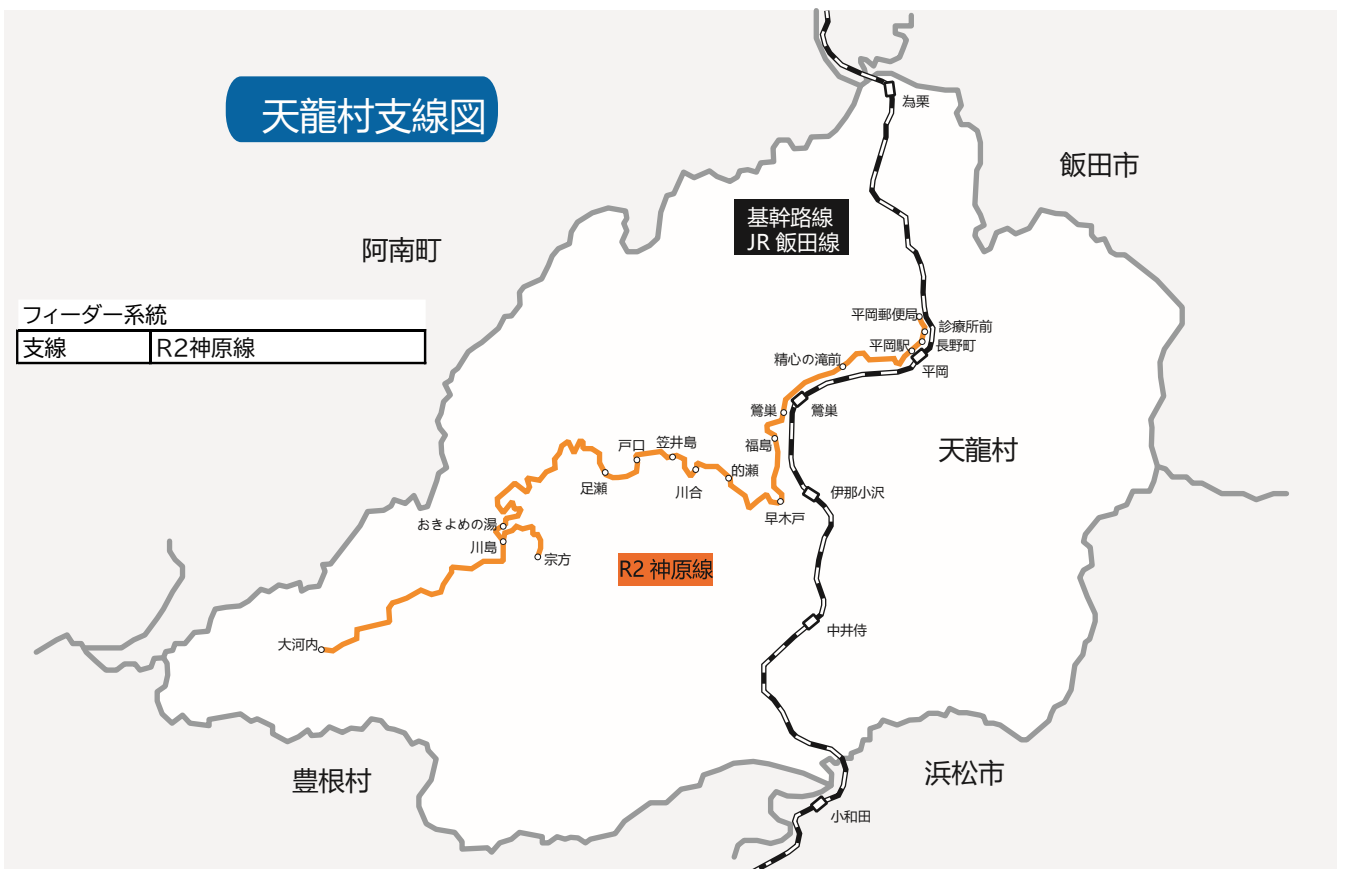 天龍村支線図
為栗
飯田市
基幹路線
JR 飯田線
阿南町
フィーダー系統
支線 R2神原線
平岡郵便局
診療所前
平岡駅
長野町
精心の滝前
平岡
鶯巣
鶯巣
福島
天龍村
戸口
笠井島
的瀬
足瀬
川合
伊那小沢
早木戸
おきよめの湯
川島
宗方
R2 神原線
中井侍
大河内
豊根村
浜松市
小和田